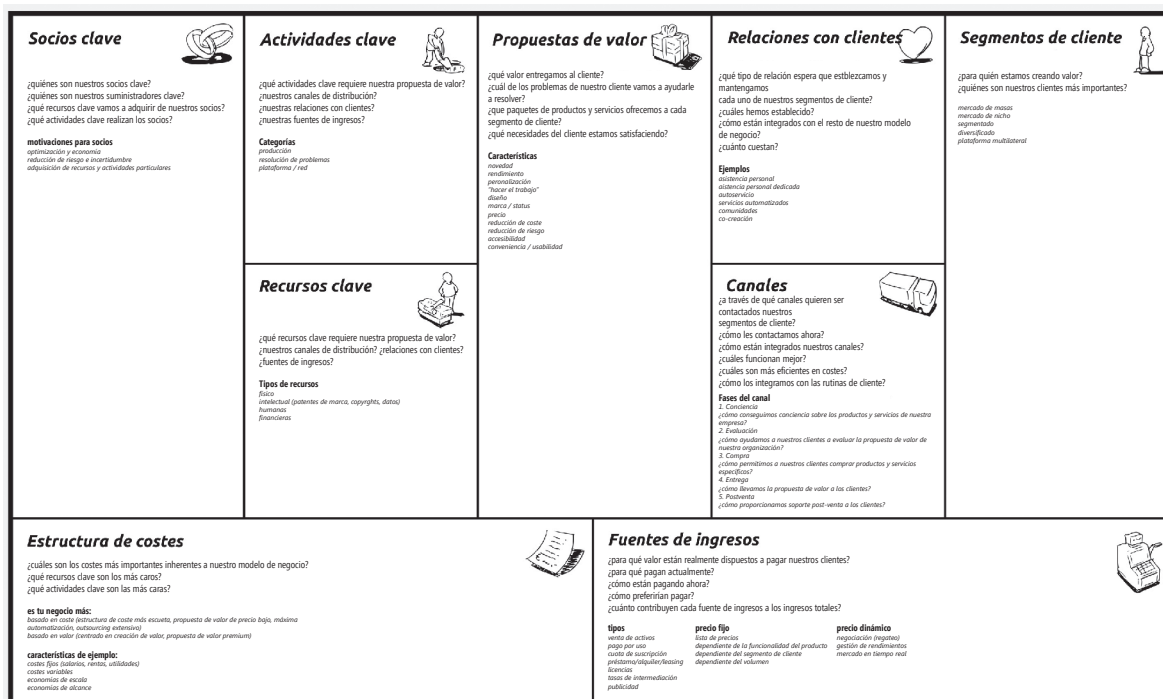 Socios clave
¿quiénes son nuestros socios clave?
¿quiénes son nuestros suministradores clave?
¿qué recursos clave vamos a adquirir de nuestros socios?
¿qué actividades clave realizan los socios?
motivaciones para socios
optimización y economia
reducción de riesgo e incertidumbre
adquisición de recursos y actividades particulares
Actividades clave
¿qué actividades clave requiere nuestra propuesta de valor?
¿nuestros canales de distribución?
¿nuestras relaciones con clientes?
¿nuestras fuentes de ingresos?
Categorías
producción
resolución de problemas
plataforma / red
Recursos clave
¿qué recursos clave requiere nuestra propuesta de valor?
¿nuestros canales de distribución? ¿relaciones con clientes?
¿fuentes de ingresos?
Tipos de recursos
físico
intelectual (patentes de marca, copyrghts, datos)
humanas
financieros
Propuestas de valor
¿qué valor entregamos al cliente?
¿cuál de los problemas de nuestro cliente vamos a ayudarle
a resolver?
¿que paquetes de productos y servicios ofrecemos a cada
segmento de cliente?
¿qué necesidades del cliente estamos satisfaciendo?
Características
novedad
rendimiento
peronalización
"hacer el trabajo"
diseño
marca / status
precio
reducción de coste
reducción de riesgo
accesibilidad
conveniencia / usabilidad
Relaciones con clientes
¿qué tipo de relación espera que estblezcamos y
mantengamos
cada uno de nuestros segmentos de cliente?
¿cuáles hemos establecido?
¿cómo están integrados con el resto de nuestro modelo
de negocio?
¿cuánto cuestan?
Ejemplos
asistencia personal
aistencia personal dedicada
autoservicio
servicios automatizados
comunidades
co-creación
Canales
¿a través de qué canales quieren ser
contactados nuestros
segmentos de cliente?
¿cómo les contactamos ahora?
¿cómo están integrados nuestros canales?
¿cuáles funcionan mejor?
¿cuáles son más eficientes en costes?
¿cómo los integramos con las rutinas de cliente?
Fases del canal
1. Conciencia
¿cómo conseguimos conciencia sobre los productos y servicios de nuestra
empresa?
2. Evaluación
¿cómo ayudamos a nuestros clientes a evaluar la propuesta de valor de
nuestra organización?
3. Compra
¿cómo permitimos a nuestros clientes comprar productos y servicios
específicos?
4. Entrega
¿cómo llevamos la propuesta de valor a los clientes?
5. Postventa
¿cómo proporcionamos soporte post-venta a los clientes?
Segmentos de cliente
¿para quién estamos creando valor?
¿quiénes son nuestros clientes más importantes?
mercado de masas
mercado de nicho
segmentado
diversificado
plataforma multilateral
Estructura de costes
¿cuáles son los costes más importantes inherentes a nuestro modelo de negocio?
¿qué recursos clave son los más caros?
¿qué actividades clave son las más caras?
es tu negocio más:
basado en coste (estructura de coste más escueta, propuesta de valor de precio bajo, máxima
automatización, outsourcing extensivo)
basado en valor (centrado en creación de valor, propuesta de valor premium)
características de ejemplo:
costes fijos (salarios, rentas, utilidades)
costes variables
economías de escala
economías de alcance
Fuentes de ingresos
¿para qué valor están realmente dispuestos a pagar nuestros clientes?
¿para qué pagan actualmente?
¿cómo están pagando ahora?
¿cómo preferirían pagar?
¿cuánto contribuyen cada fuente de ingresos a los ingresos totales?
tipos
venta de activos
pago por uso
cuota de suscripción
préstamo/alquiler/leasing
licencias
tasas de intermediación
publicidad
precio fijo
lista de precios
dependiente de la funcionalidad del producto
dependiente del segmento de cliente
dependiente del volumen
precio dinámico
negociación (regateo)
gestión de rendimientos
mercado en tiempo real